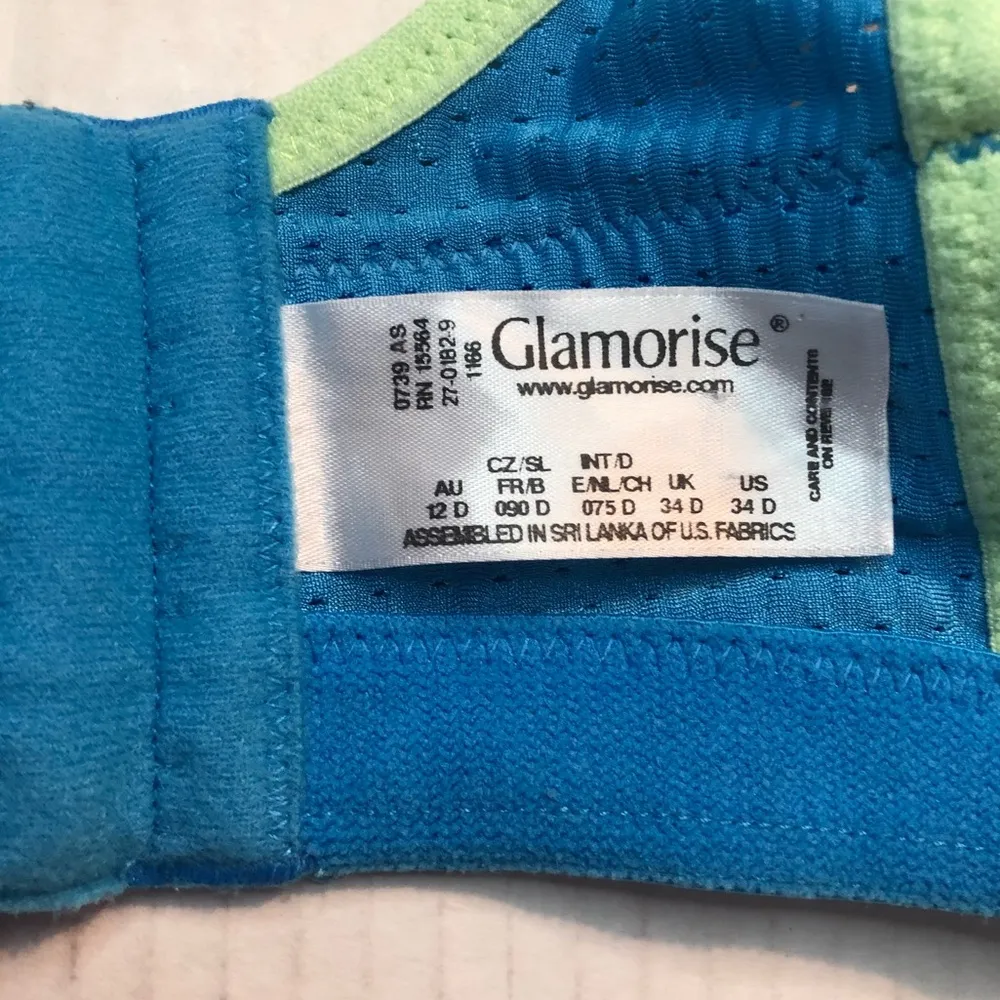 0739 AS
RN 15564
27-0182-9
1166
Glamorise®
www.glamorise.com
CZ/SL INT/D
AU FR/B E/NL/CH UK US
12 D 090 D 075 D 34 D 34 D
ASSEMBLED IN SRI LANKA OF U.S. FABRICS
CARE AND CONTENTS
ON REVERSE